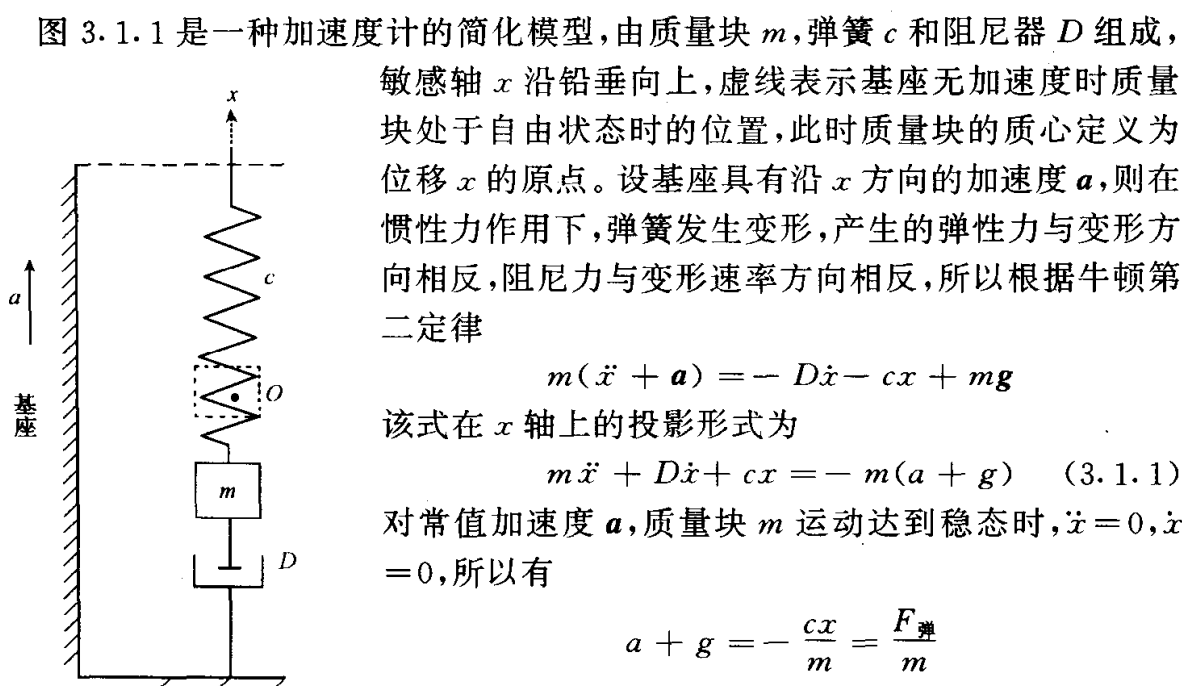 图 3.1.1 是一种加速度计的简化模型,由质量块 m,弹簧 c 和阻尼器 D 组成,
敏感轴 x 沿铅垂向上,虚线表示基座无加速度时质量
块处于自由状态时的位置,此时质量块的质心定义为
位移 x 的原点。设基座具有沿 x 方向的加速度 a,则在
惯性力作用下,弹簧发生变形,产生的弹性力与变形方
向相反,阻尼力与变形速率方向相反,所以根据牛顿第
二定律
m(ẍ + a) = − Dẋ − cx + mg
该式在 x 轴上的投影形式为
mẍ + Dẋ + cx = − m(a + g) (3.1.1)
对常值加速度 a,质量块 m 运动达到稳态时,ẍ = 0,ẋ
= 0,所以有
a + g = − cx/m = F弹/m
x
c
a
基座
O
m
D